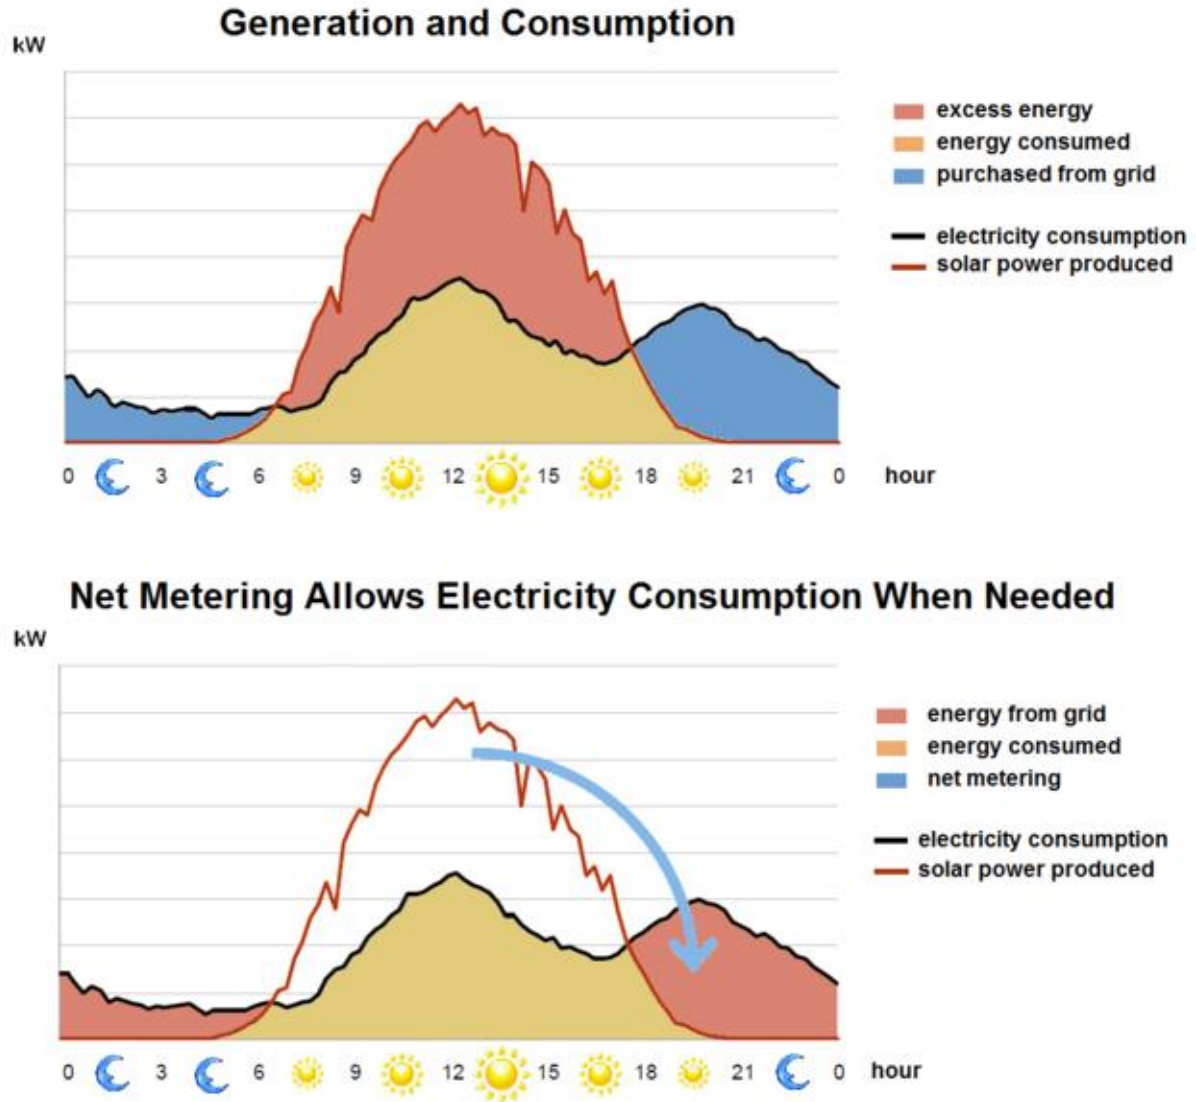 Generation and Consumption
kW
excess energy
energy consumed
purchased from grid
electricity consumption
solar power produced
0 3 6 9 12 15 18 21 0 hour
Net Metering Allows Electricity Consumption When Needed
kW
energy from grid
energy consumed
net metering
electricity consumption
solar power produced
0 3 6 9 12 15 18 21 0 hour